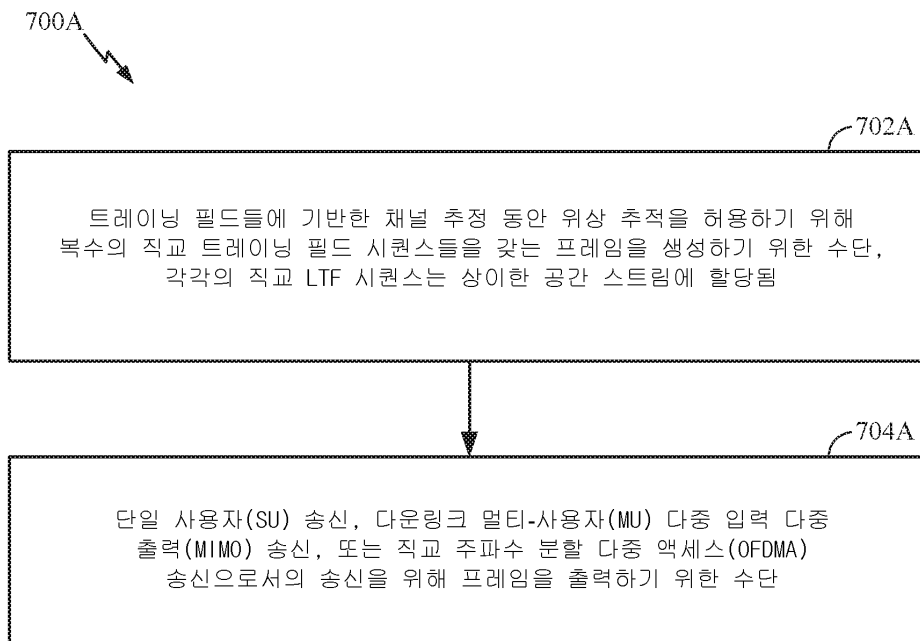 700A
702A
트레이닝 필드들에 기반한 채널 추정 동안 위상 추적을 허용하기 위해
복수의 직교 트레이닝 필드 시퀀스들을 갖는 프레임을 생성하기 위한 수단,
각각의 직교 LTF 시퀀스는 상이한 공간 스트림에 할당됨
704A
단일 사용자(SU) 송신, 다운링크 멀티-사용자(MU) 다중 입력 다중
출력(MIMO) 송신, 또는 직교 주파수 분할 다중 액세스(OFDMA)
송신으로서의 송신을 위해 프레임을 출력하기 위한 수단